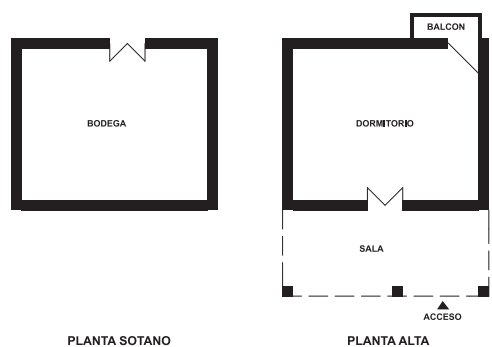 BALCON
BODEGA
DORMITORIO
SALA
ACCESO
PLANTA SOTANO
PLANTA ALTA